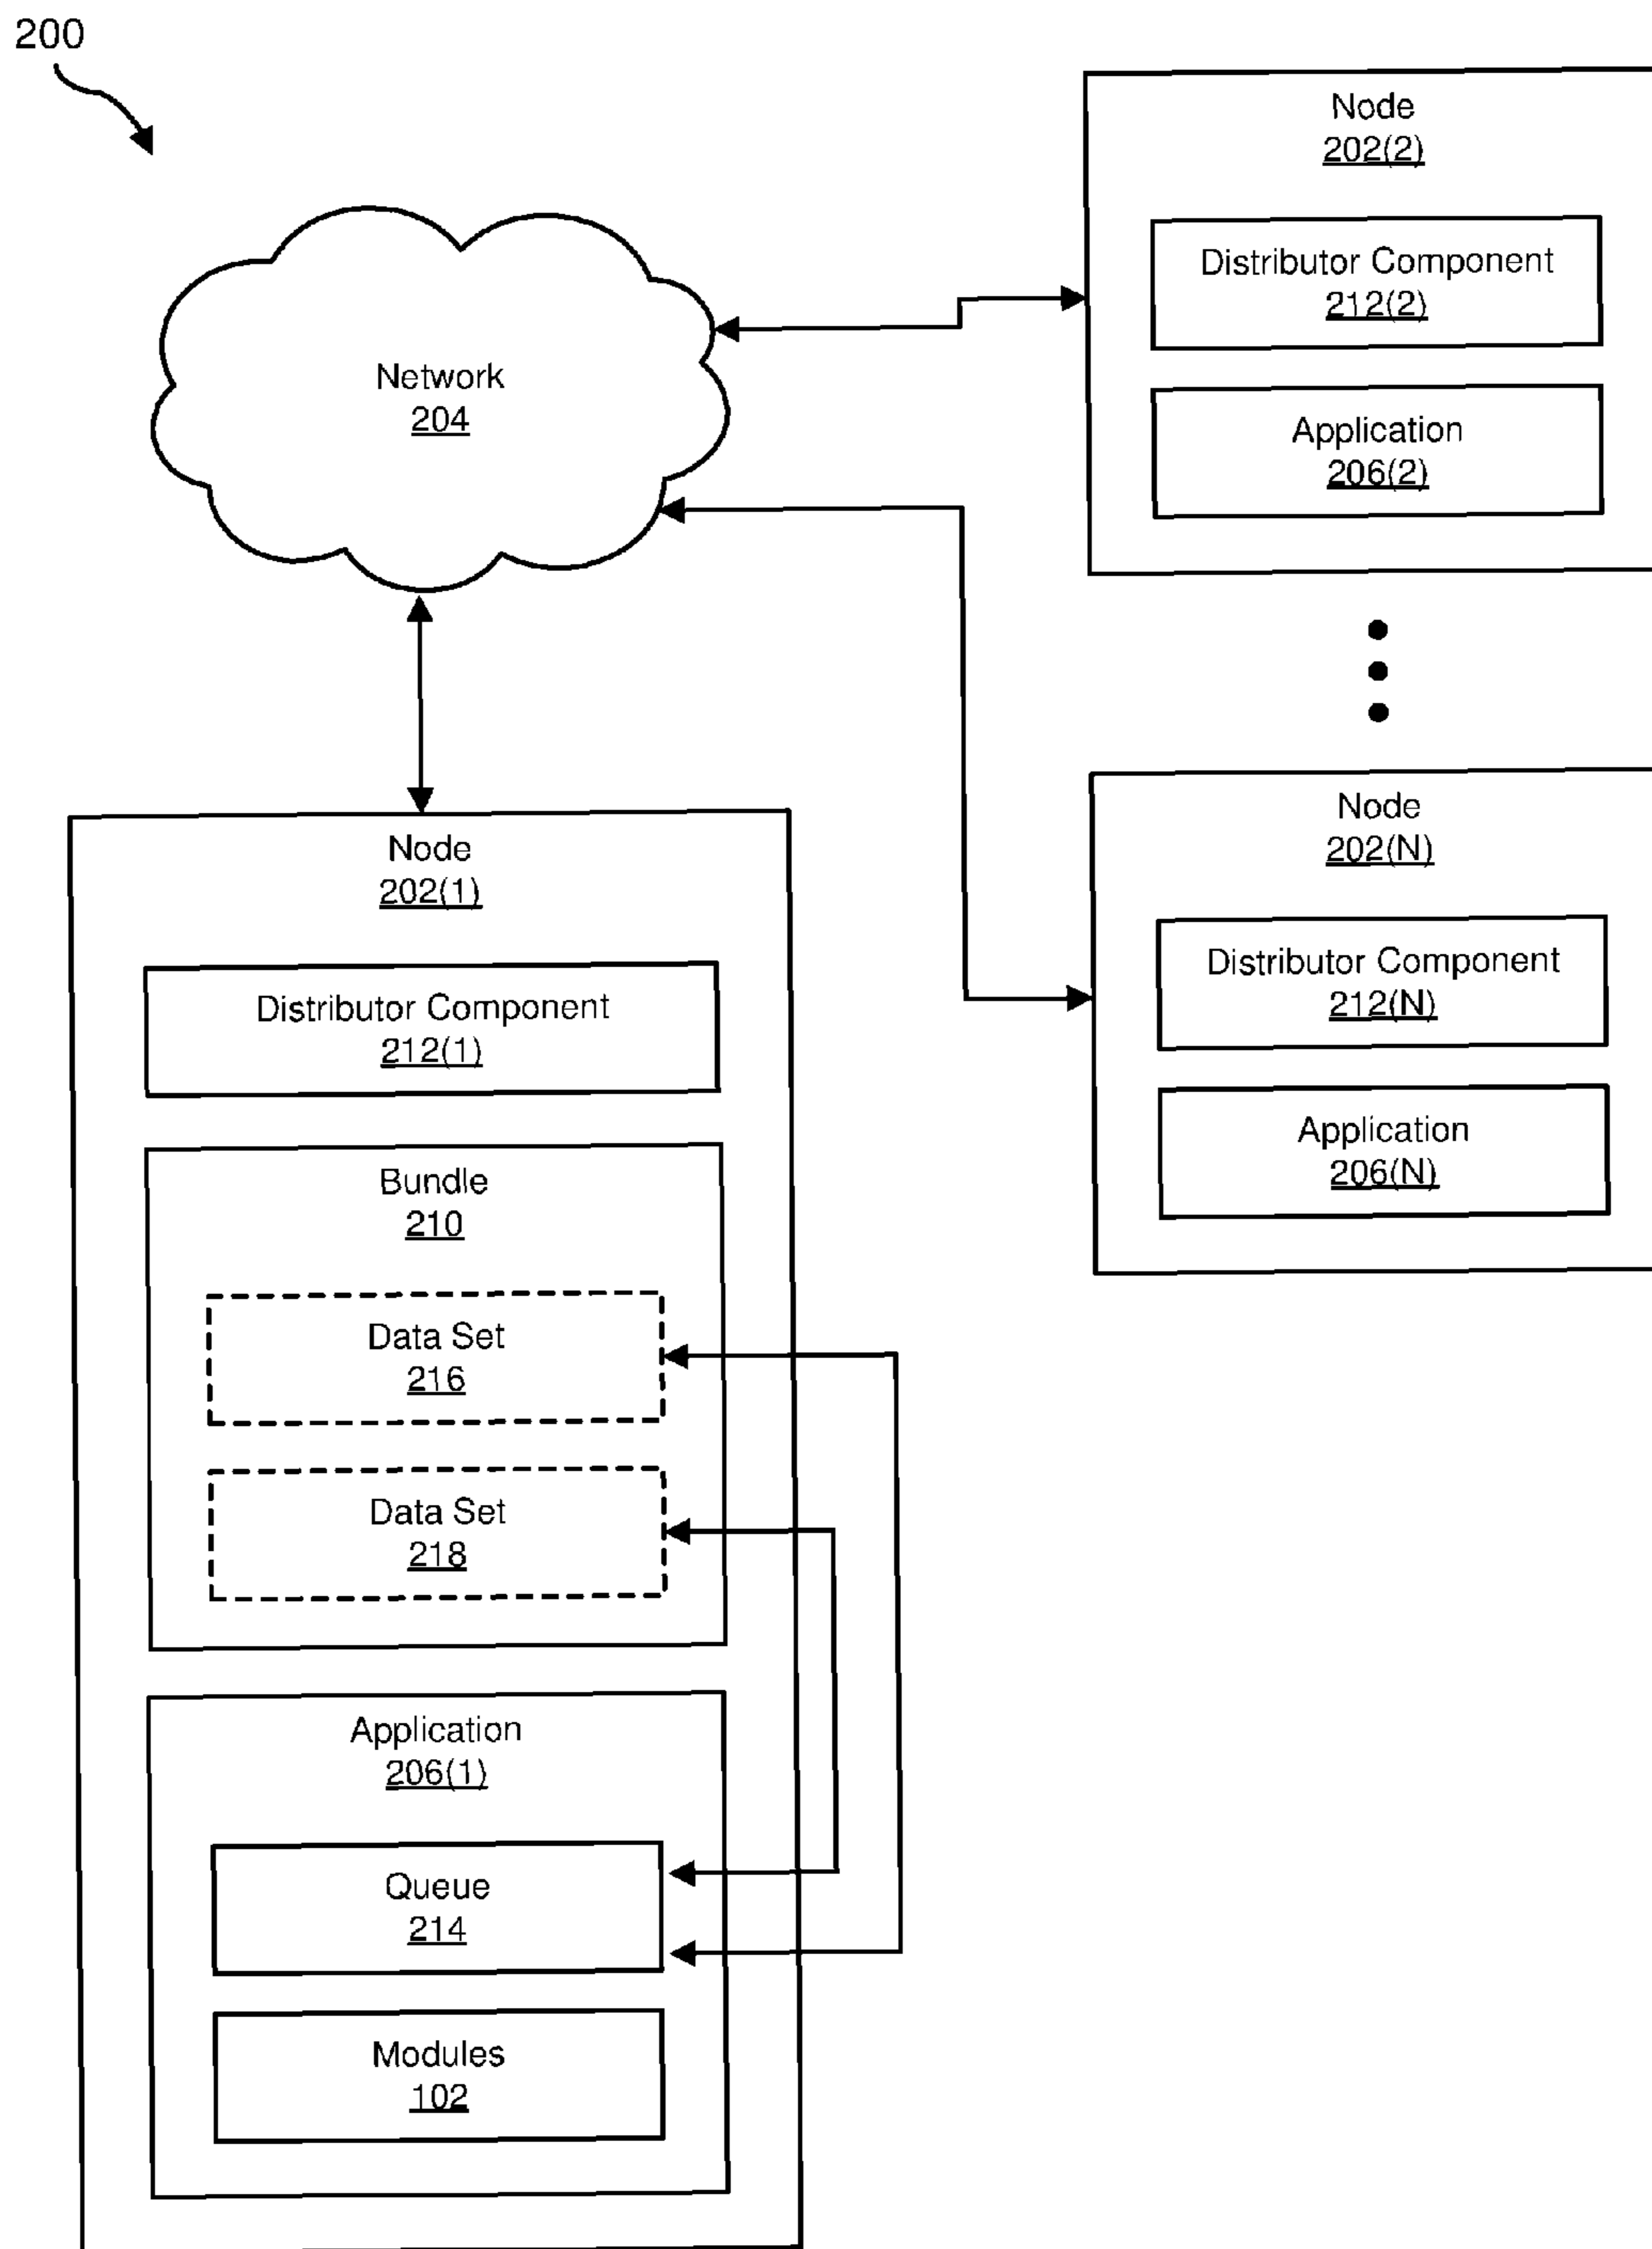 200
Network
204
Node
202(2)
Distributor Component
212(2)
Application
206(2)
Node
202(N)
Distributor Component
212(N)
Application
206(N)
Node
202(1)
Distributor Component
212(1)
Bundle
210
Data Set
216
Data Set
218
Application
206(1)
Queue
214
Modules
102